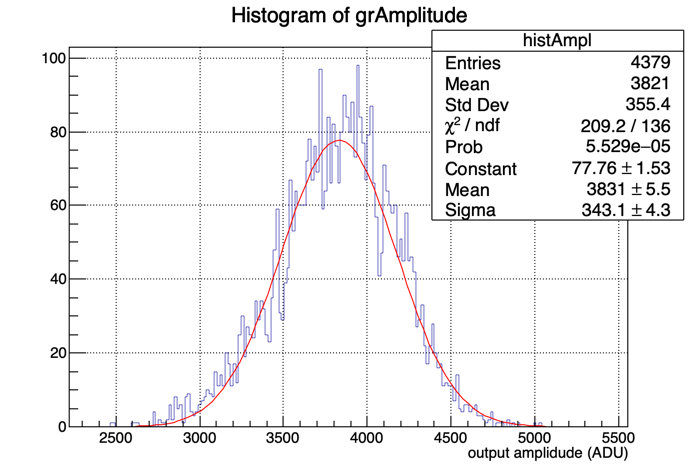 Histogram of grAmplitude
histAmpl
Entries 4379
Mean 3821
Std Dev 355.4
χ² / ndf 209.2 / 136
Prob 5.529e−05
Constant 77.76 ± 1.53
Mean 3831 ± 5.5
Sigma 343.1 ± 4.3
100
80
60
40
20
0
2500 3000 3500 4000 4500 5000 5500
output amplidude (ADU)